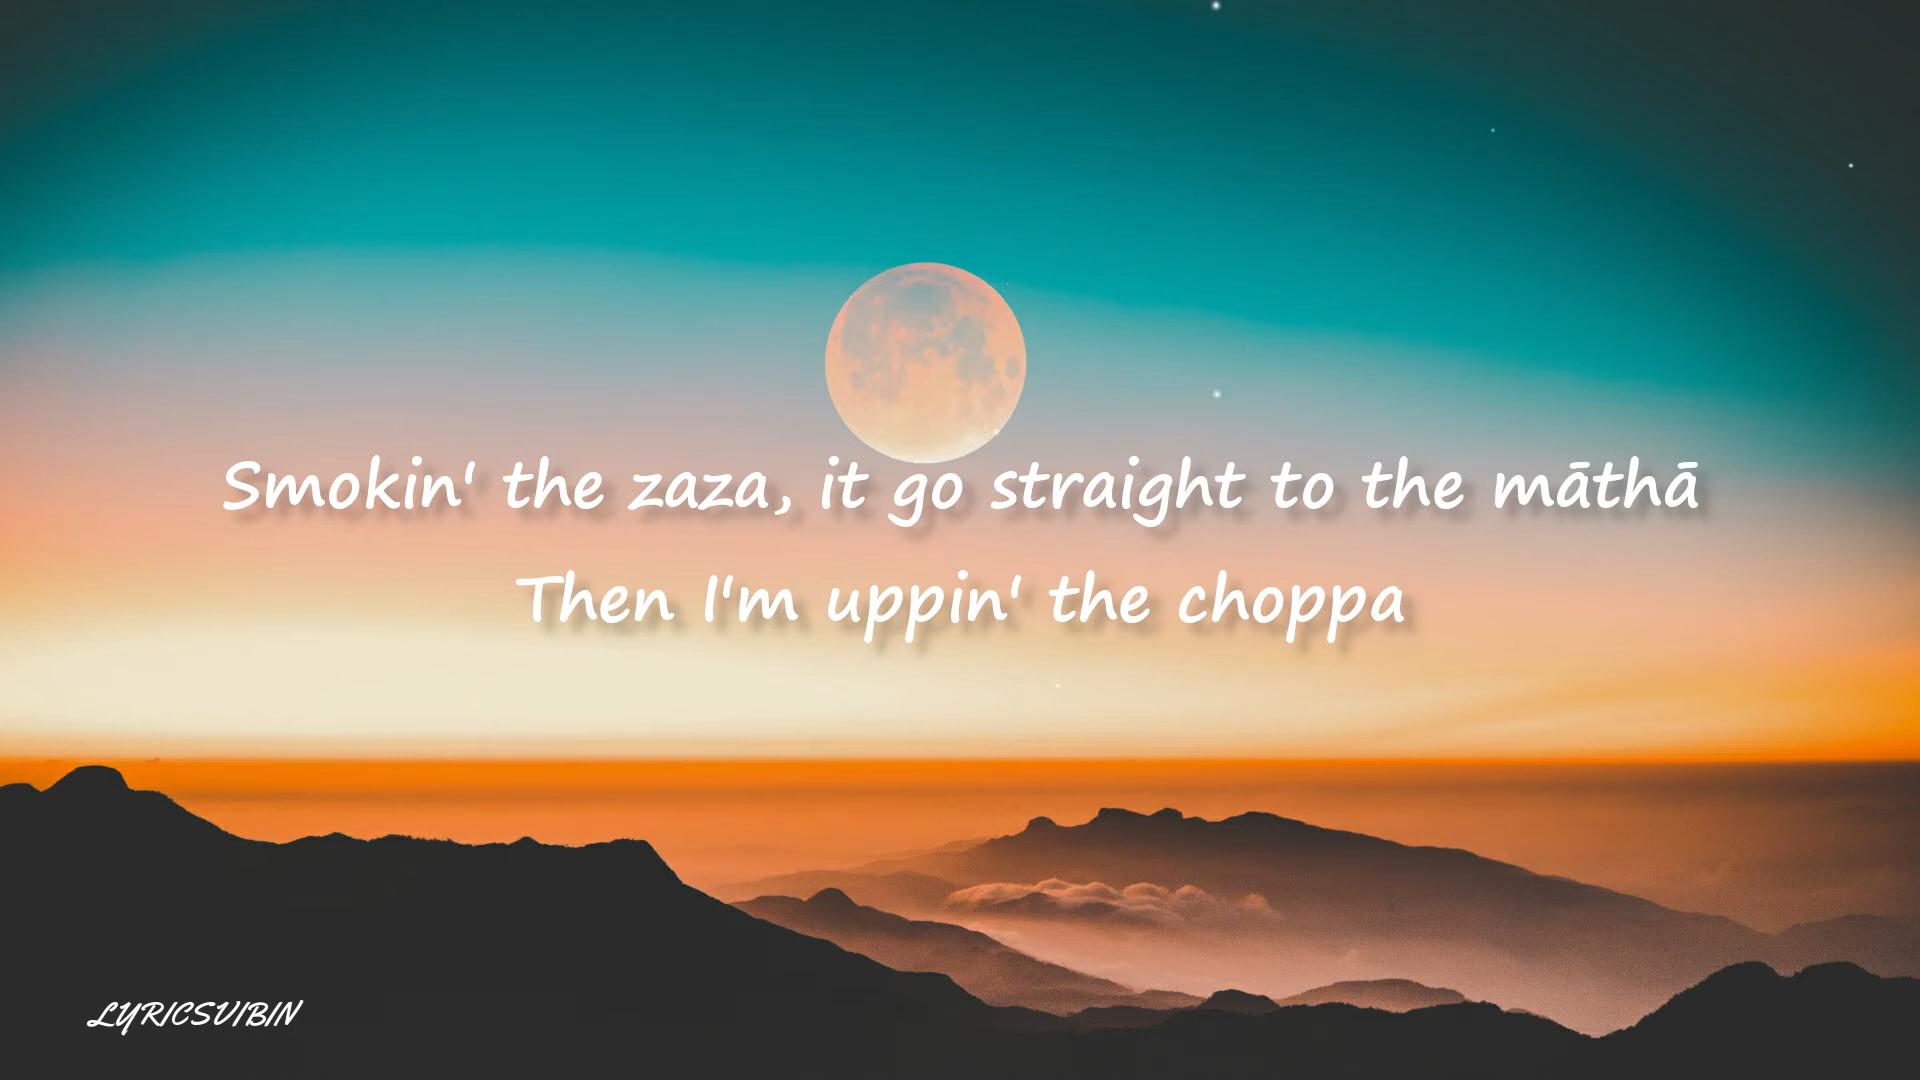 Smokin' the zaza, it go straight to the māthā
Then I'm uppin' the choppa
LYRICSVIBIN